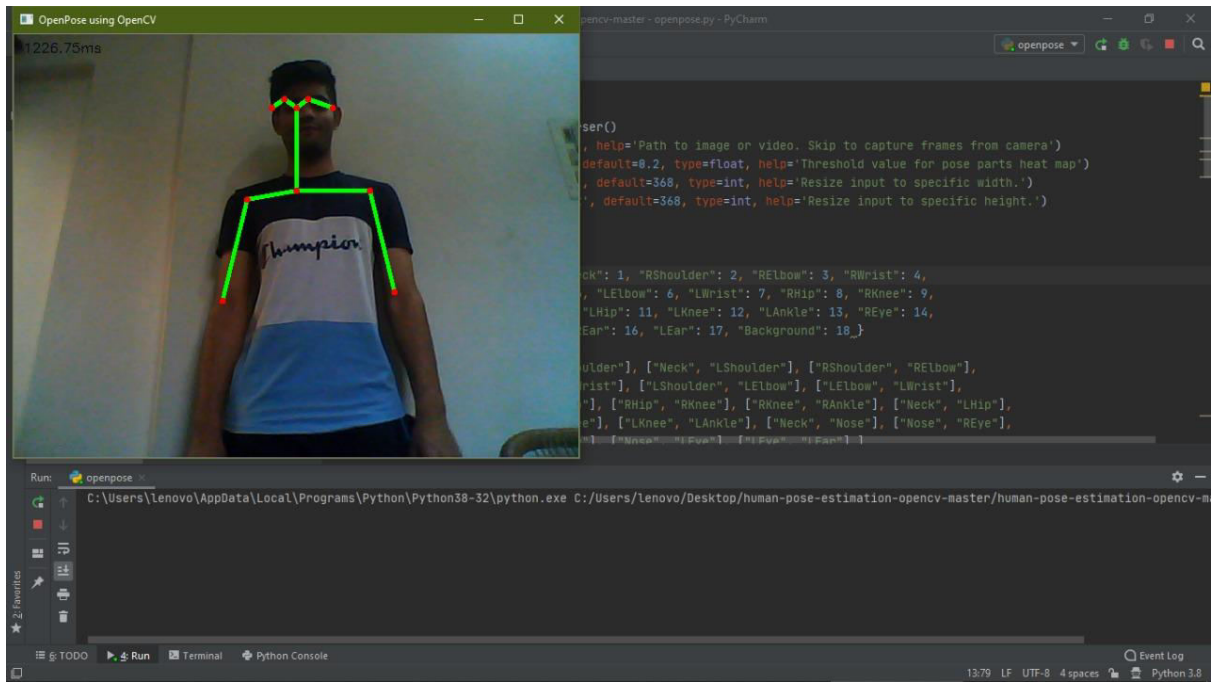 OpenPose using OpenCV
opencv-master - openpose.py - PyCharm
1226.75ms
openpose
Champion
ser()
, help='Path to image or video. Skip to capture frames from camera')
default=0.2, type=float, help='Threshold value for pose parts heat map')
, default=368, type=int, help='Resize input to specific width.')
', default=368, type=int, help='Resize input to specific height.')
ck": 1, "RShoulder": 2, "RElbow": 3, "RWrist": 4,
, "LElbow": 6, "LWrist": 7, "RHip": 8, "RKnee": 9,
"LHip": 11, "LKnee": 12, "LAnkle": 13, "REye": 14,
Ear": 16, "LEar": 17, "Background": 18 }
ulder"], ["Neck", "LShoulder"], ["RShoulder", "RElbow"],
rist"], ["LShoulder", "LElbow"], ["LElbow", "LWrist"],
"], ["RHip", "RKnee"], ["RKnee", "RAnkle"], ["Neck", "LHip"],
e"], ["LKnee", "LAnkle"], ["Neck", "Nose"], ["Nose", "REye"],
"], ["Nose", "LEye"], ["LEye", "LEar"] ]
Run: openpose
C:\Users\lenovo\AppData\Local\Programs\Python\Python38-32\python.exe C:/Users/lenovo/Desktop/human-pose-estimation-opencv-master/human-pose-estimation-opencv-m
2: Favorites
6: TODO 4: Run Terminal Python Console Event Log
13:79 LF UTF-8 4 spaces Python 3.8